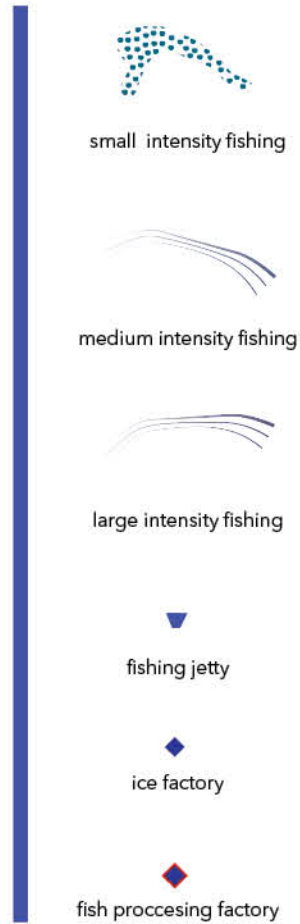 small intensity fishing
medium intensity fishing
large intensity fishing
fishing jetty
ice factory
fish proccesing factory